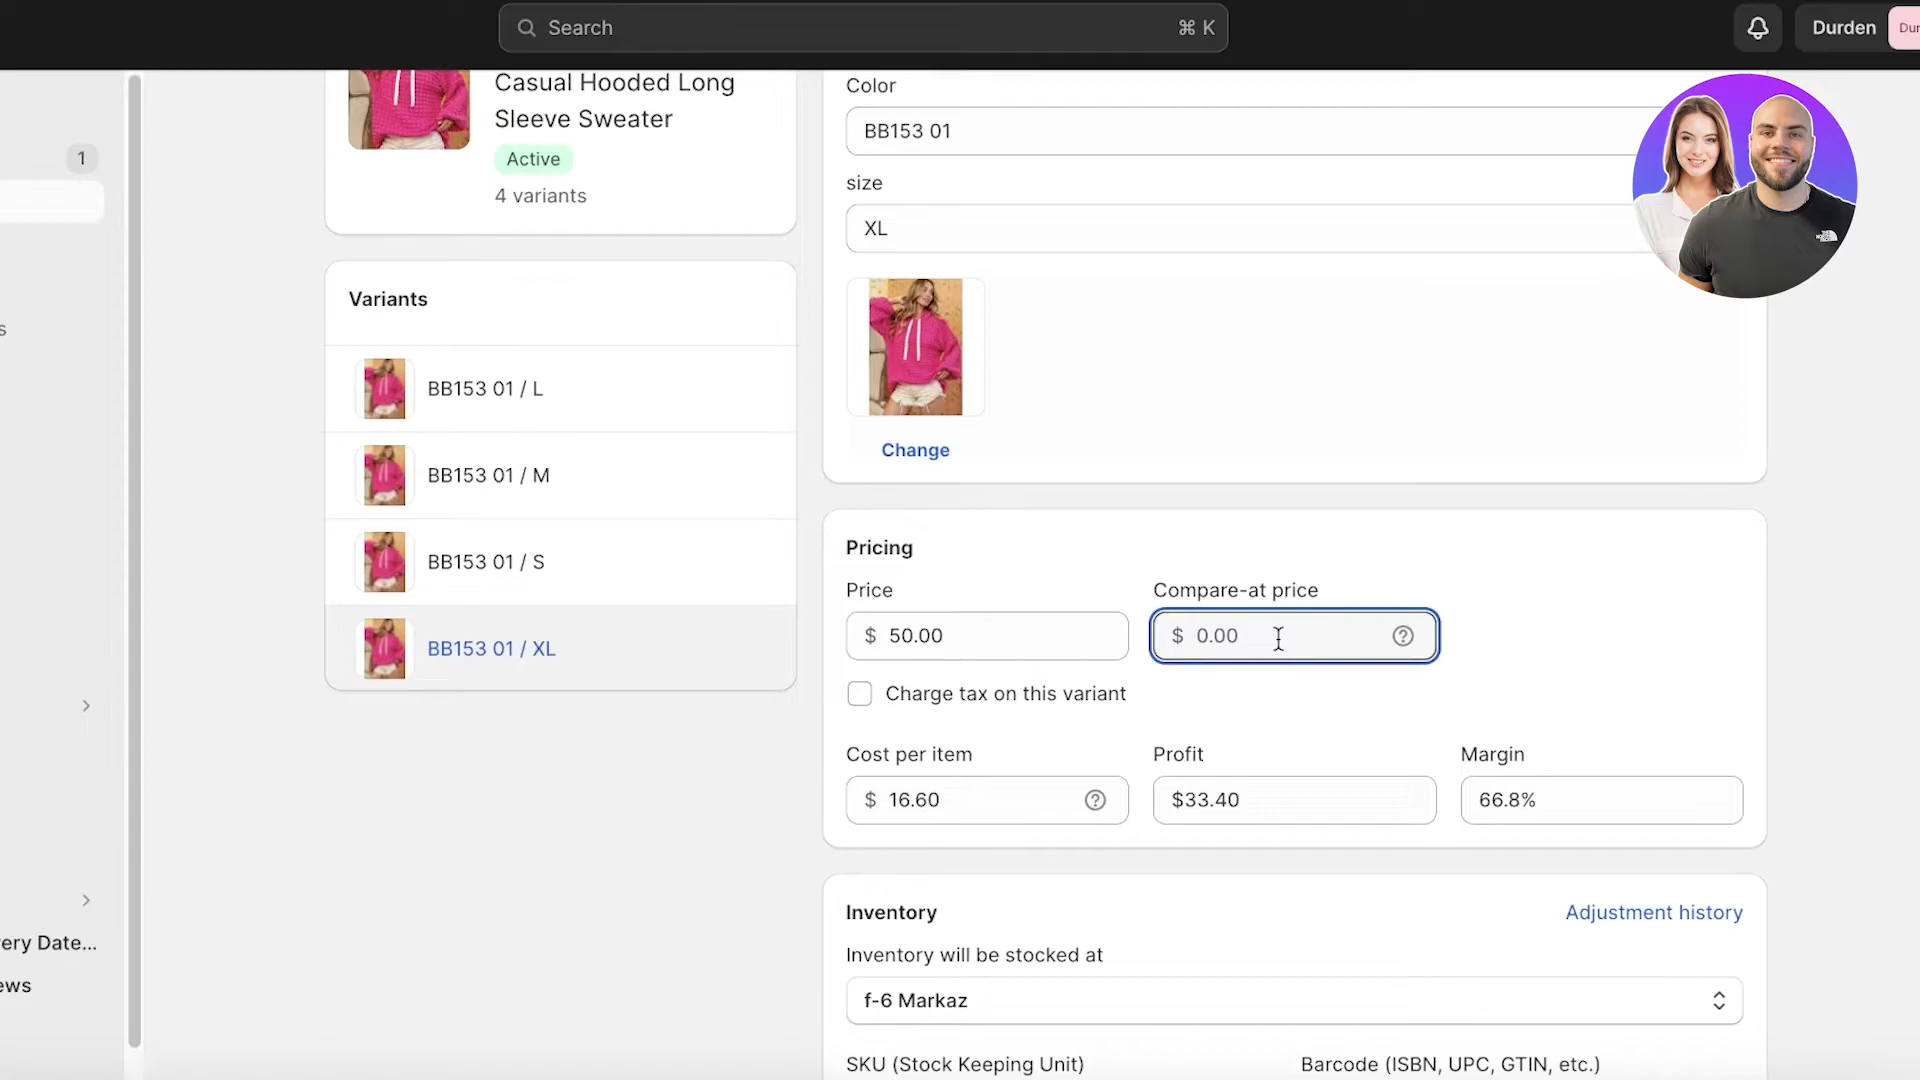 Search
⌘ K
Durden
Dur
Casual Hooded Long
Sleeve Sweater
Active
4 variants
1
s
ery Date...
ews
Variants
BB153 01 / L
BB153 01 / M
BB153 01 / S
BB153 01 / XL
Color
BB153 01
size
XL
Change
Pricing
Price
Compare-at price
$ 50.00
$ 0.00
Charge tax on this variant
Cost per item
Profit
Margin
$ 16.60
$33.40
66.8%
Inventory
Adjustment history
Inventory will be stocked at
f-6 Markaz
SKU (Stock Keeping Unit)
Barcode (ISBN, UPC, GTIN, etc.)